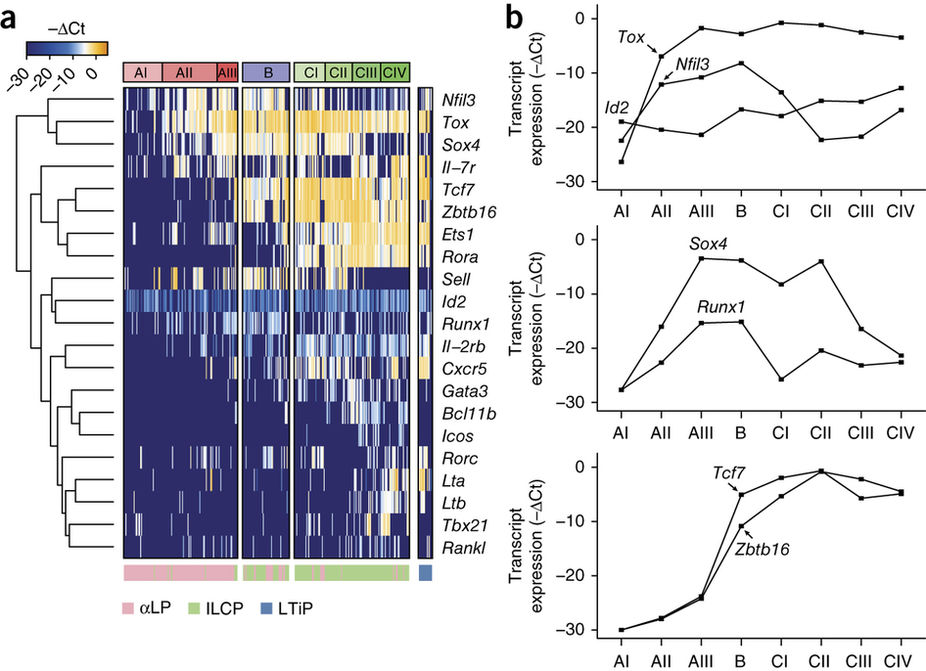 a
−ΔCt
−30 −20 −10 0
AI AII AIII B CI CII CIII CIV
Nfil3
Tox
Sox4
Il−7r
Tcf7
Zbtb16
Ets1
Rora
Sell
Id2
Runx1
Il−2rb
Cxcr5
Gata3
Bcl11b
Icos
Rorc
Lta
Ltb
Tbx21
Rankl
αLP ILCP LTiP
b
Transcript
expression (−ΔCt)
0
−10
−20
−30
Tox
Nfil3
Id2
AI AII AIII B CI CII CIII CIV
Transcript
expression (−ΔCt)
0
−10
−20
−30
Sox4
Runx1
AI AII AIII B CI CII CIII CIV
Transcript
expression (−ΔCt)
0
−10
−20
−30
Tcf7
Zbtb16
AI AII AIII B CI CII CIII CIV